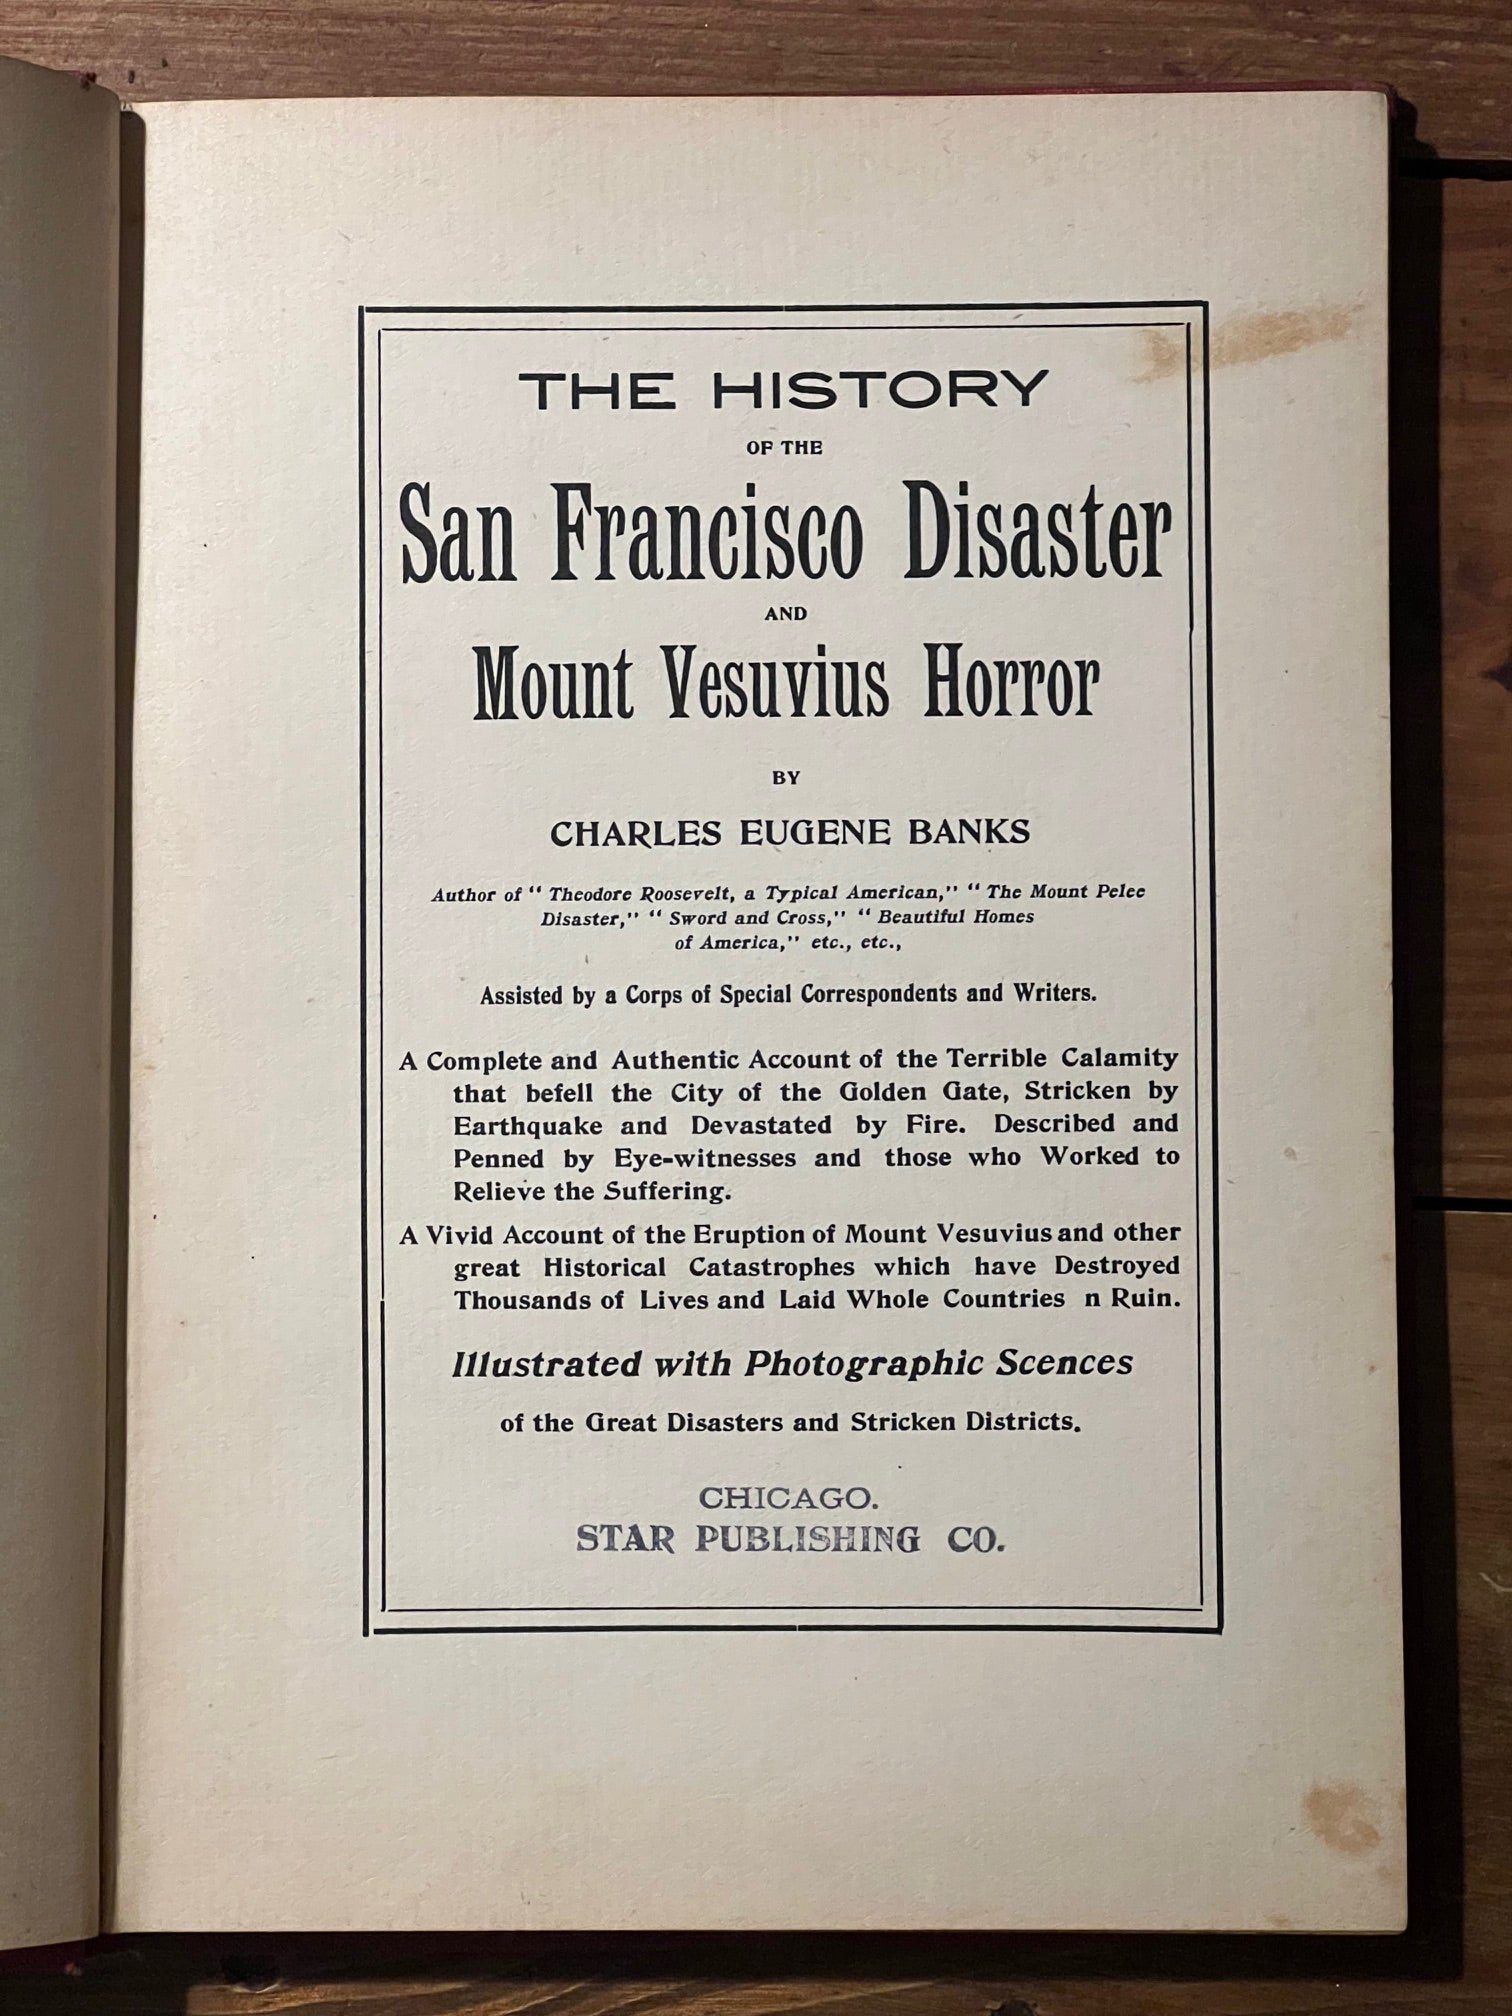 THE HISTORY
OF THE
San Francisco Disaster
AND
Mount Vesuvius Horror
BY
CHARLES EUGENE BANKS
Author of “ Theodore Roosevelt, a Typical American,” “ The Mount Pelee
Disaster,” “ Sword and Cross,” “ Beautiful Homes
of America,” etc., etc.,
Assisted by a Corps of Special Correspondents and Writers.
A Complete and Authentic Account of the Terrible Calamity
that befell the City of the Golden Gate, Stricken by
Earthquake and Devastated by Fire. Described and
Penned by Eye-witnesses and those who Worked to
Relieve the Suffering.
A Vivid Account of the Eruption of Mount Vesuvius and other
great Historical Catastrophes which have Destroyed
Thousands of Lives and Laid Whole Countries n Ruin.
Illustrated with Photographic Scences
of the Great Disasters and Stricken Districts.
CHICAGO.
STAR PUBLISHING CO.